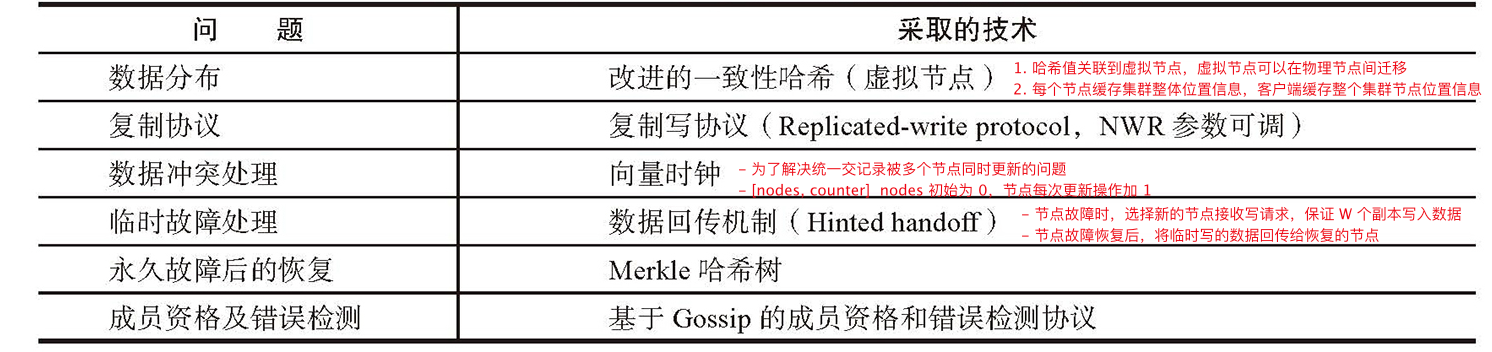 问 题 采取的技术
数据分布 改进的一致性哈希（虚拟节点） 1. 哈希值关联到虚拟节点，虚拟节点可以在物理节点间迁移
2. 每个节点缓存集群整体位置信息，客户端缓存整个集群节点位置信息
复制协议 复制写协议（Replicated-write protocol，NWR 参数可调）
数据冲突处理 向量时钟 – 为了解决统一交记录被多个节点同时更新的问题
– [nodes, counter] nodes 初始为 0，节点每次更新操作加 1
临时故障处理 数据回传机制（Hinted handoff） – 节点故障时，选择新的节点接收写请求，保证 W 个副本写入数据
– 节点故障恢复后，将临时写的数据回传给恢复的节点
永久故障后的恢复 Merkle 哈希树
成员资格及错误检测 基于 Gossip 的成员资格和错误检测协议